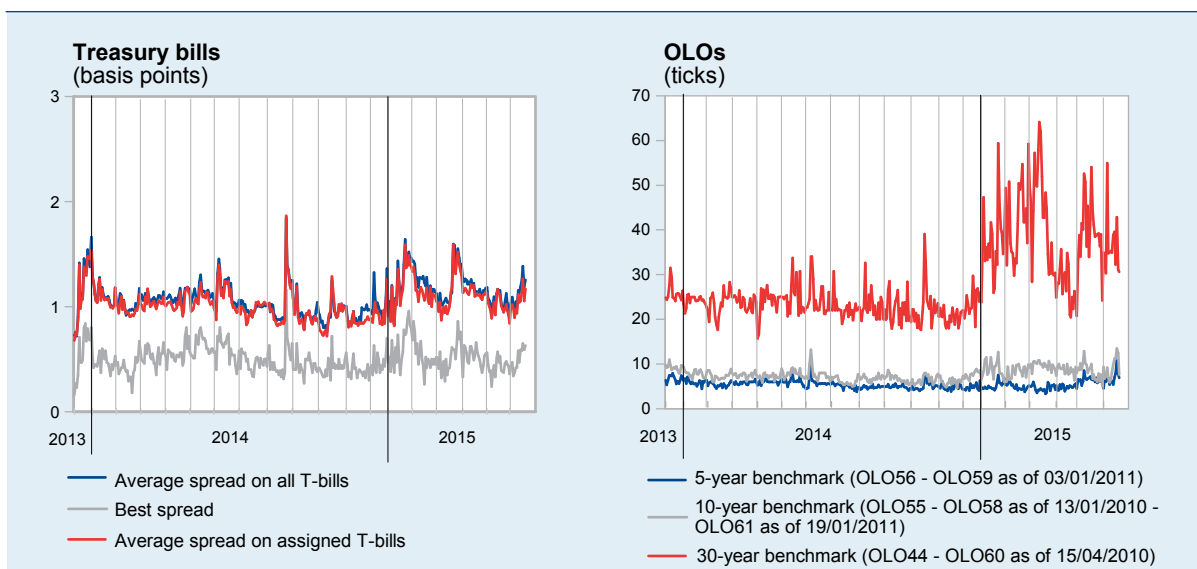 Treasury bills
(basis points)
3
2
1
0
2013
2014
2015
Average spread on all T-bills
Best spread
Average spread on assigned T-bills
OLOs
(ticks)
70
60
50
40
30
20
10
0
2013
2014
2015
5-year benchmark (OLO56 - OLO59 as of 03/01/2011)
10-year benchmark (OLO55 - OLO58 as of 13/01/2010 -
OLO61 as of 19/01/2011)
30-year benchmark (OLO44 - OLO60 as of 15/04/2010)